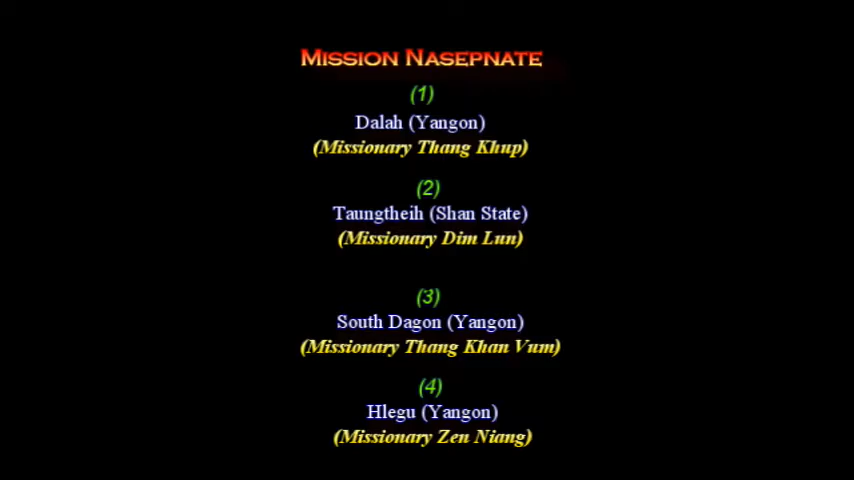 MISSION NASEPNATE
(1)
Dalah (Yangon)
(Missionary Thang Khup)
(2)
Taungtheih (Shan State)
(Missionary Dim Lun)
(3)
South Dagon (Yangon)
(Missionary Thang Khan Vum)
(4)
Hlegu (Yangon)
(Missionary Zen Niang)